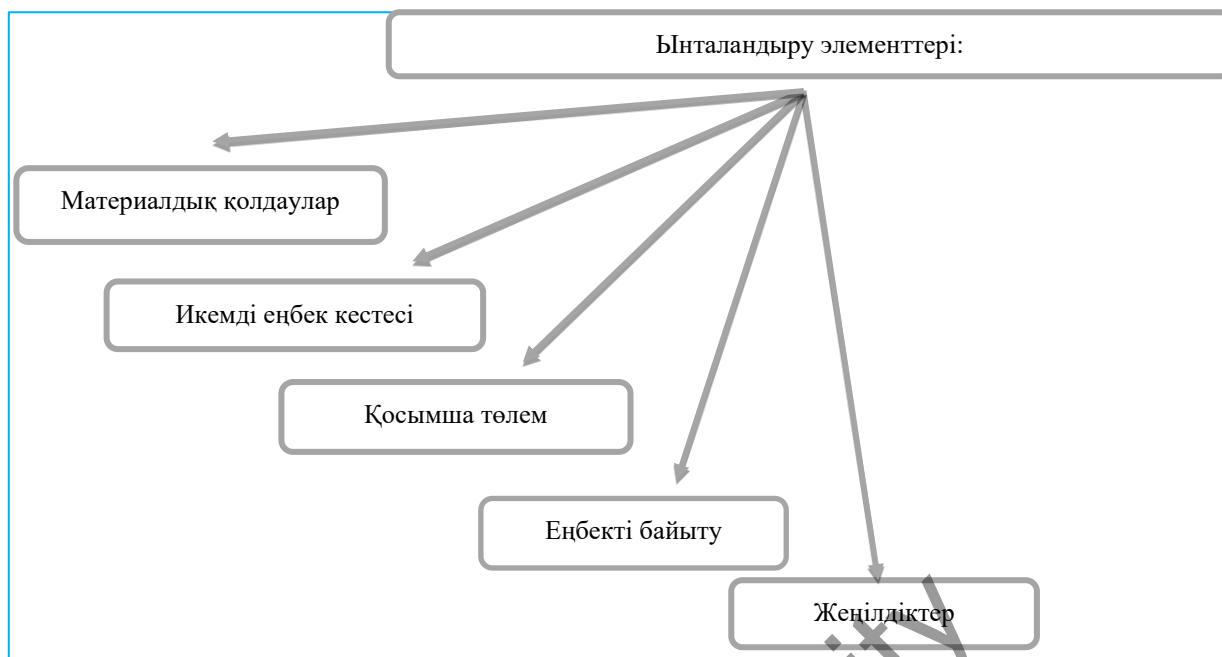 Ынталандыру элементтері:
Материалдық қолдаулар
Икемді еңбек кестесі
Қосымша төлем
Еңбекті байыту
Жеңілдіктер